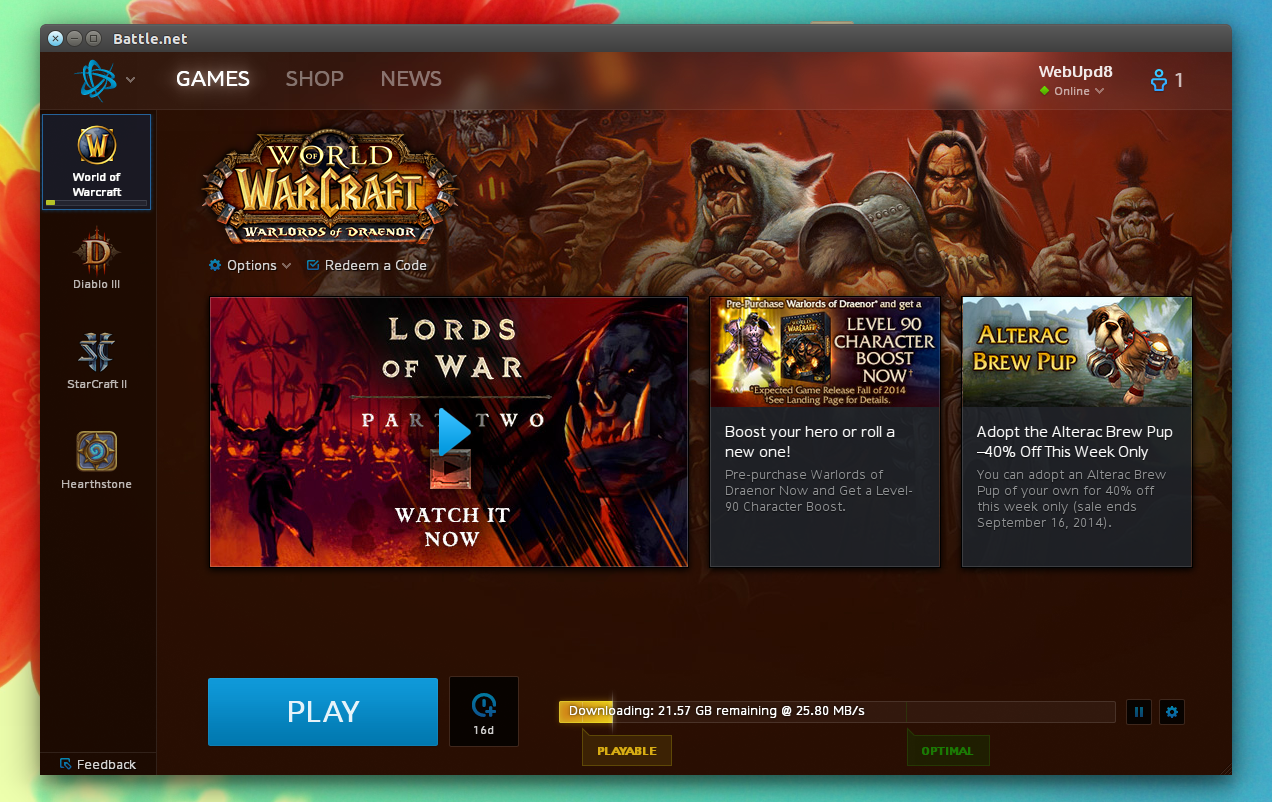 Battle.net
GAMES SHOP NEWS
WebUpd8
Online
1
World of
Warcraft
Diablo III
StarCraft II
Hearthstone
Feedback
WORLD
OF
WARCRAFT
WARLORDS OF DRAENOR
Options Redeem a Code
LORDS
OF WAR
PART TWO
WATCH IT
NOW
Pre-Purchase Warlords of Draenor* and get a
LEVEL 90
CHARACTER
BOOST
NOW†
*Expected Game Release Fall of 2014
†See Landing Page for Details.
Boost your hero or roll a
new one!
Pre-purchase Warlords of
Draenor Now and Get a Level-
90 Character Boost.
ALTERAC
BREW PUP
Adopt the Alterac Brew Pup
–40% Off This Week Only
You can adopt an Alterac Brew
Pup of your own for 40% off
this week only (sale ends
September 16, 2014).
PLAY
16d
Downloading: 21.57 GB remaining @ 25.80 MB/s
PLAYABLE
OPTIMAL